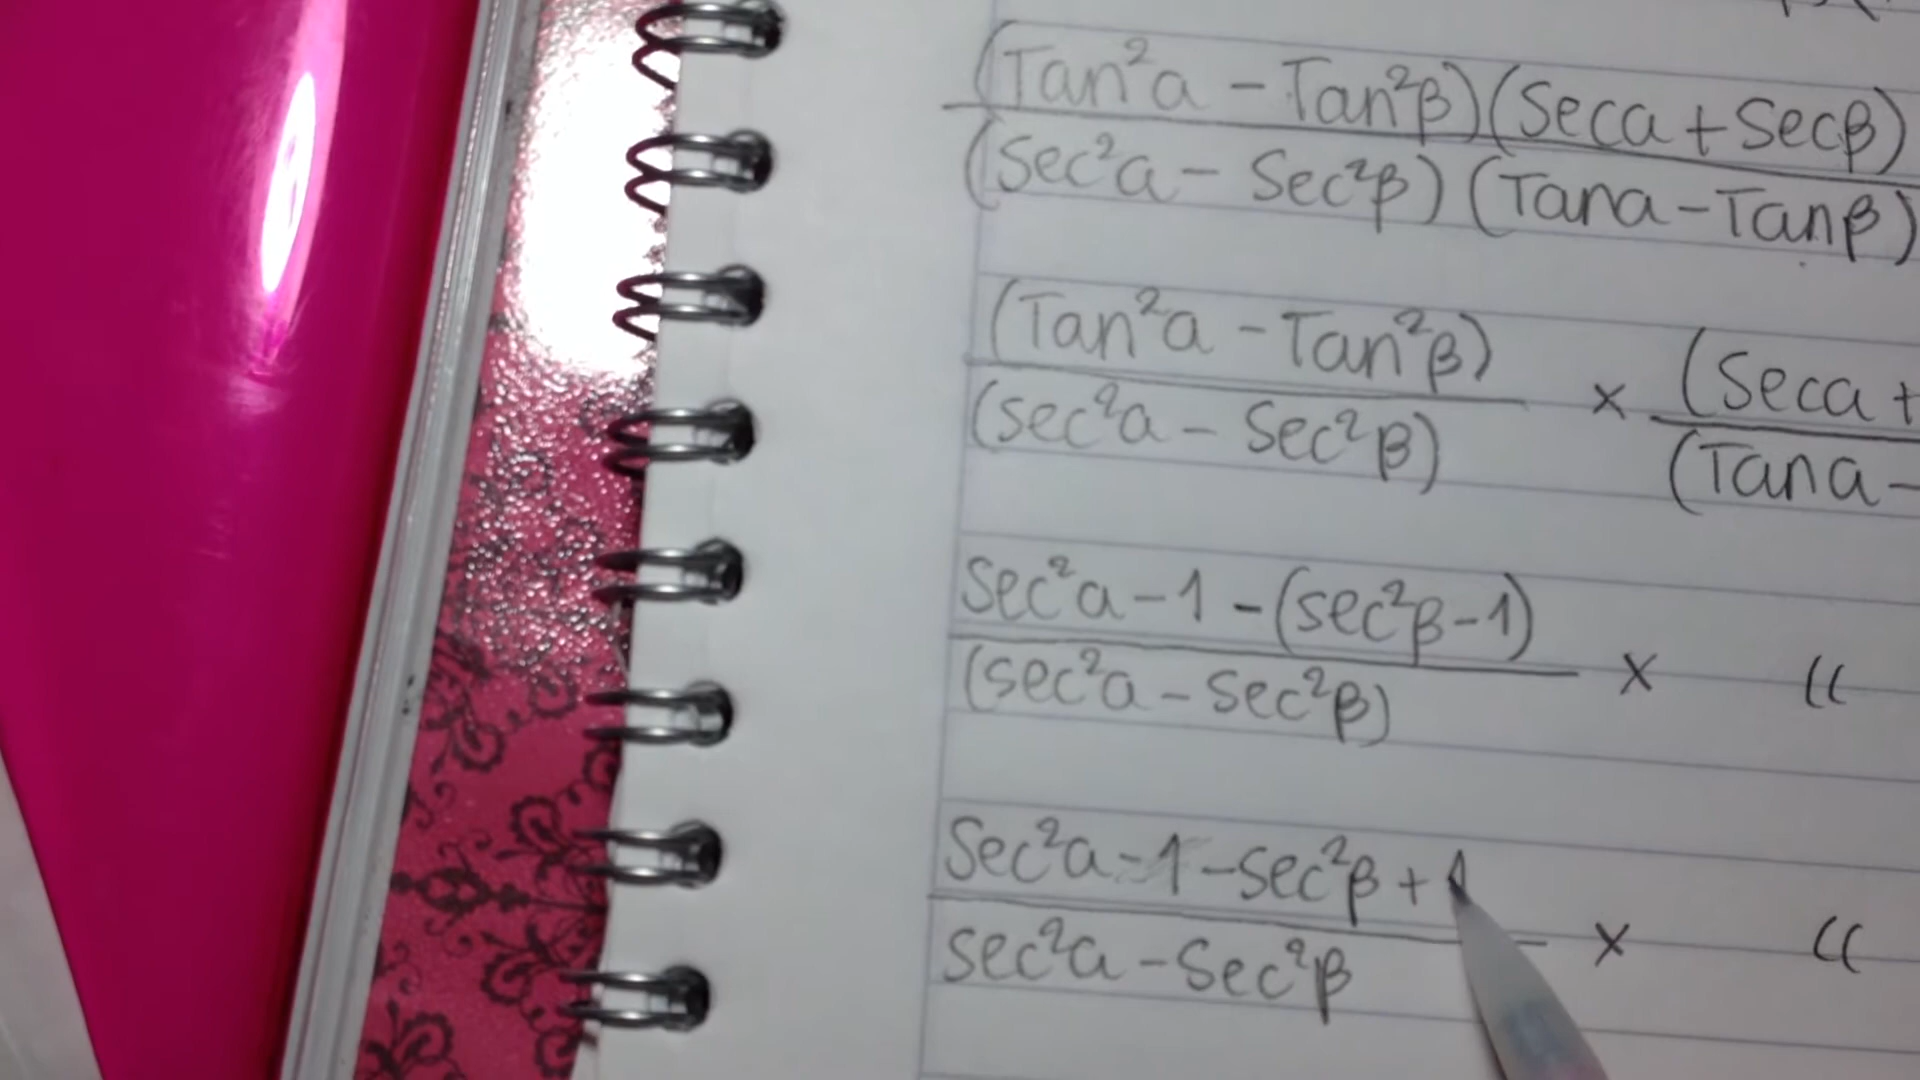 (Tan²a - Tan²β)(Seca + Secβ)
(Sec²a - Sec²β) (Tana - Tanβ)
(Tan²a - Tan²β) × (Seca +
(sec²a - Sec²β) (Tana -
Sec²a - 1 - (sec²β - 1) × ((
(sec²a - Sec²β)
Sec²a - 1 - Sec²β + 1 × ((
sec²a - Sec²β